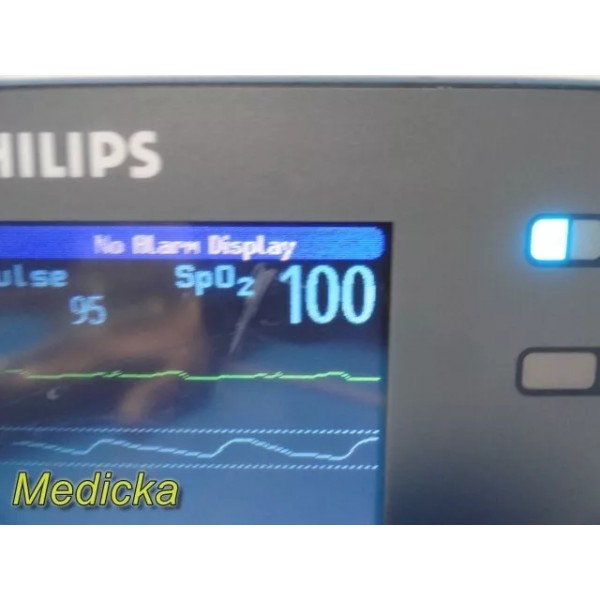 HILIPS
No Alarm Display
ulse SpO₂ 100
95
Medicka